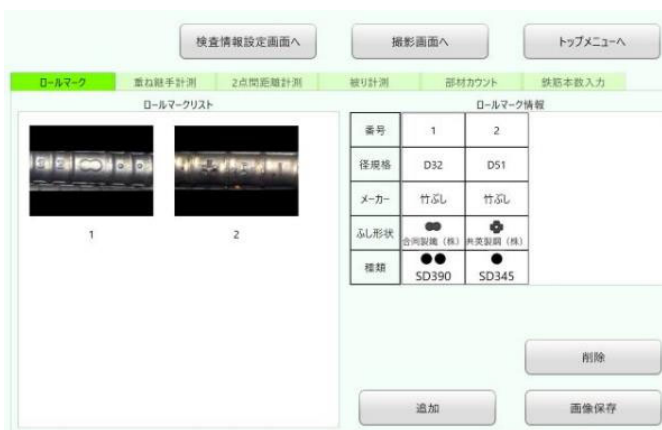 検査情報設定画面へ
撮影画面へ
トップメニューへ
ロールマーク
重ね継手計測
2点間距離計測
被り計測
部材カウント
鉄筋本数入力
ロールマークリスト
ロールマーク情報
1
2
番号 1 2
径規格 D32 D51
メーカー 竹ぶし 竹ぶし
ふし形状 合同製鐵（株） 共英製鋼（株）
種類 SD390 SD345
削除
追加
画像保存